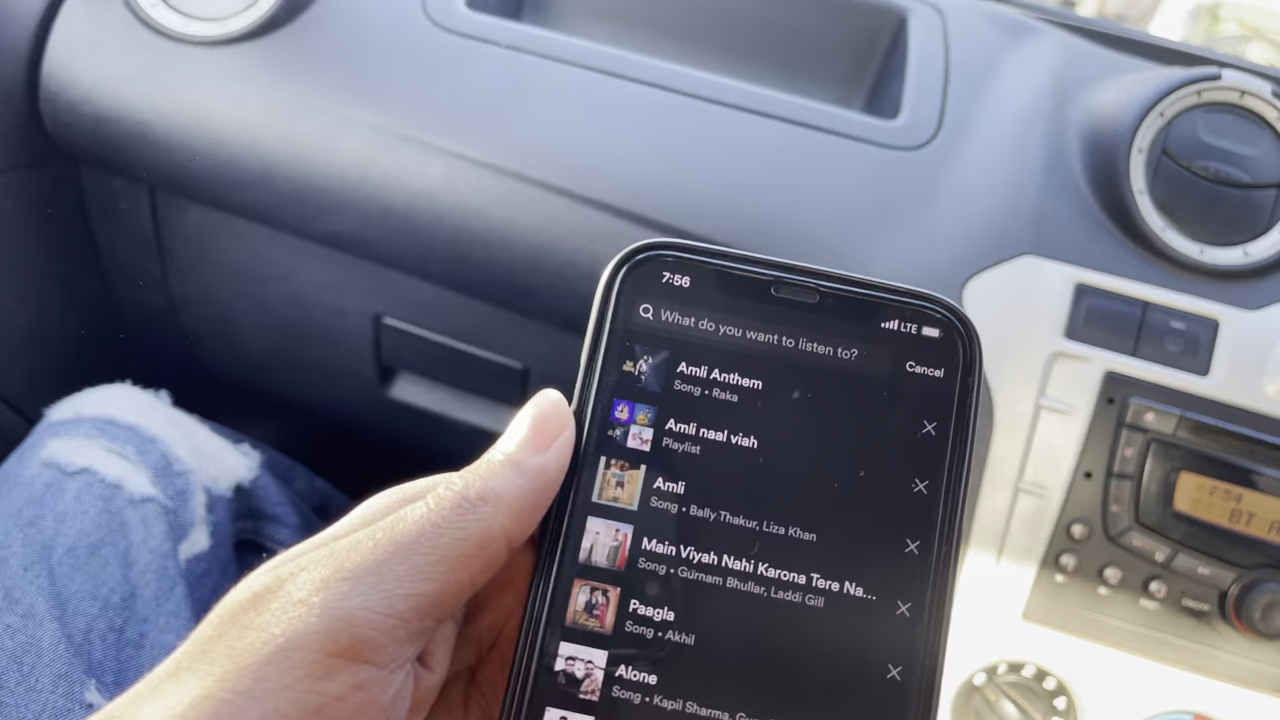 7:56
LTE
What do you want to listen to?
Cancel
Amli Anthem
Song • Raka
Amli naal viah
Playlist
Amli
Song • Bally Thakur, Liza Khan
Main Viyah Nahi Karona Tere Na...
Song • Gurnam Bhullar, Laddi Gill
Paagla
Song • Akhil
Alone
Song • Kapil Sharma,
BT